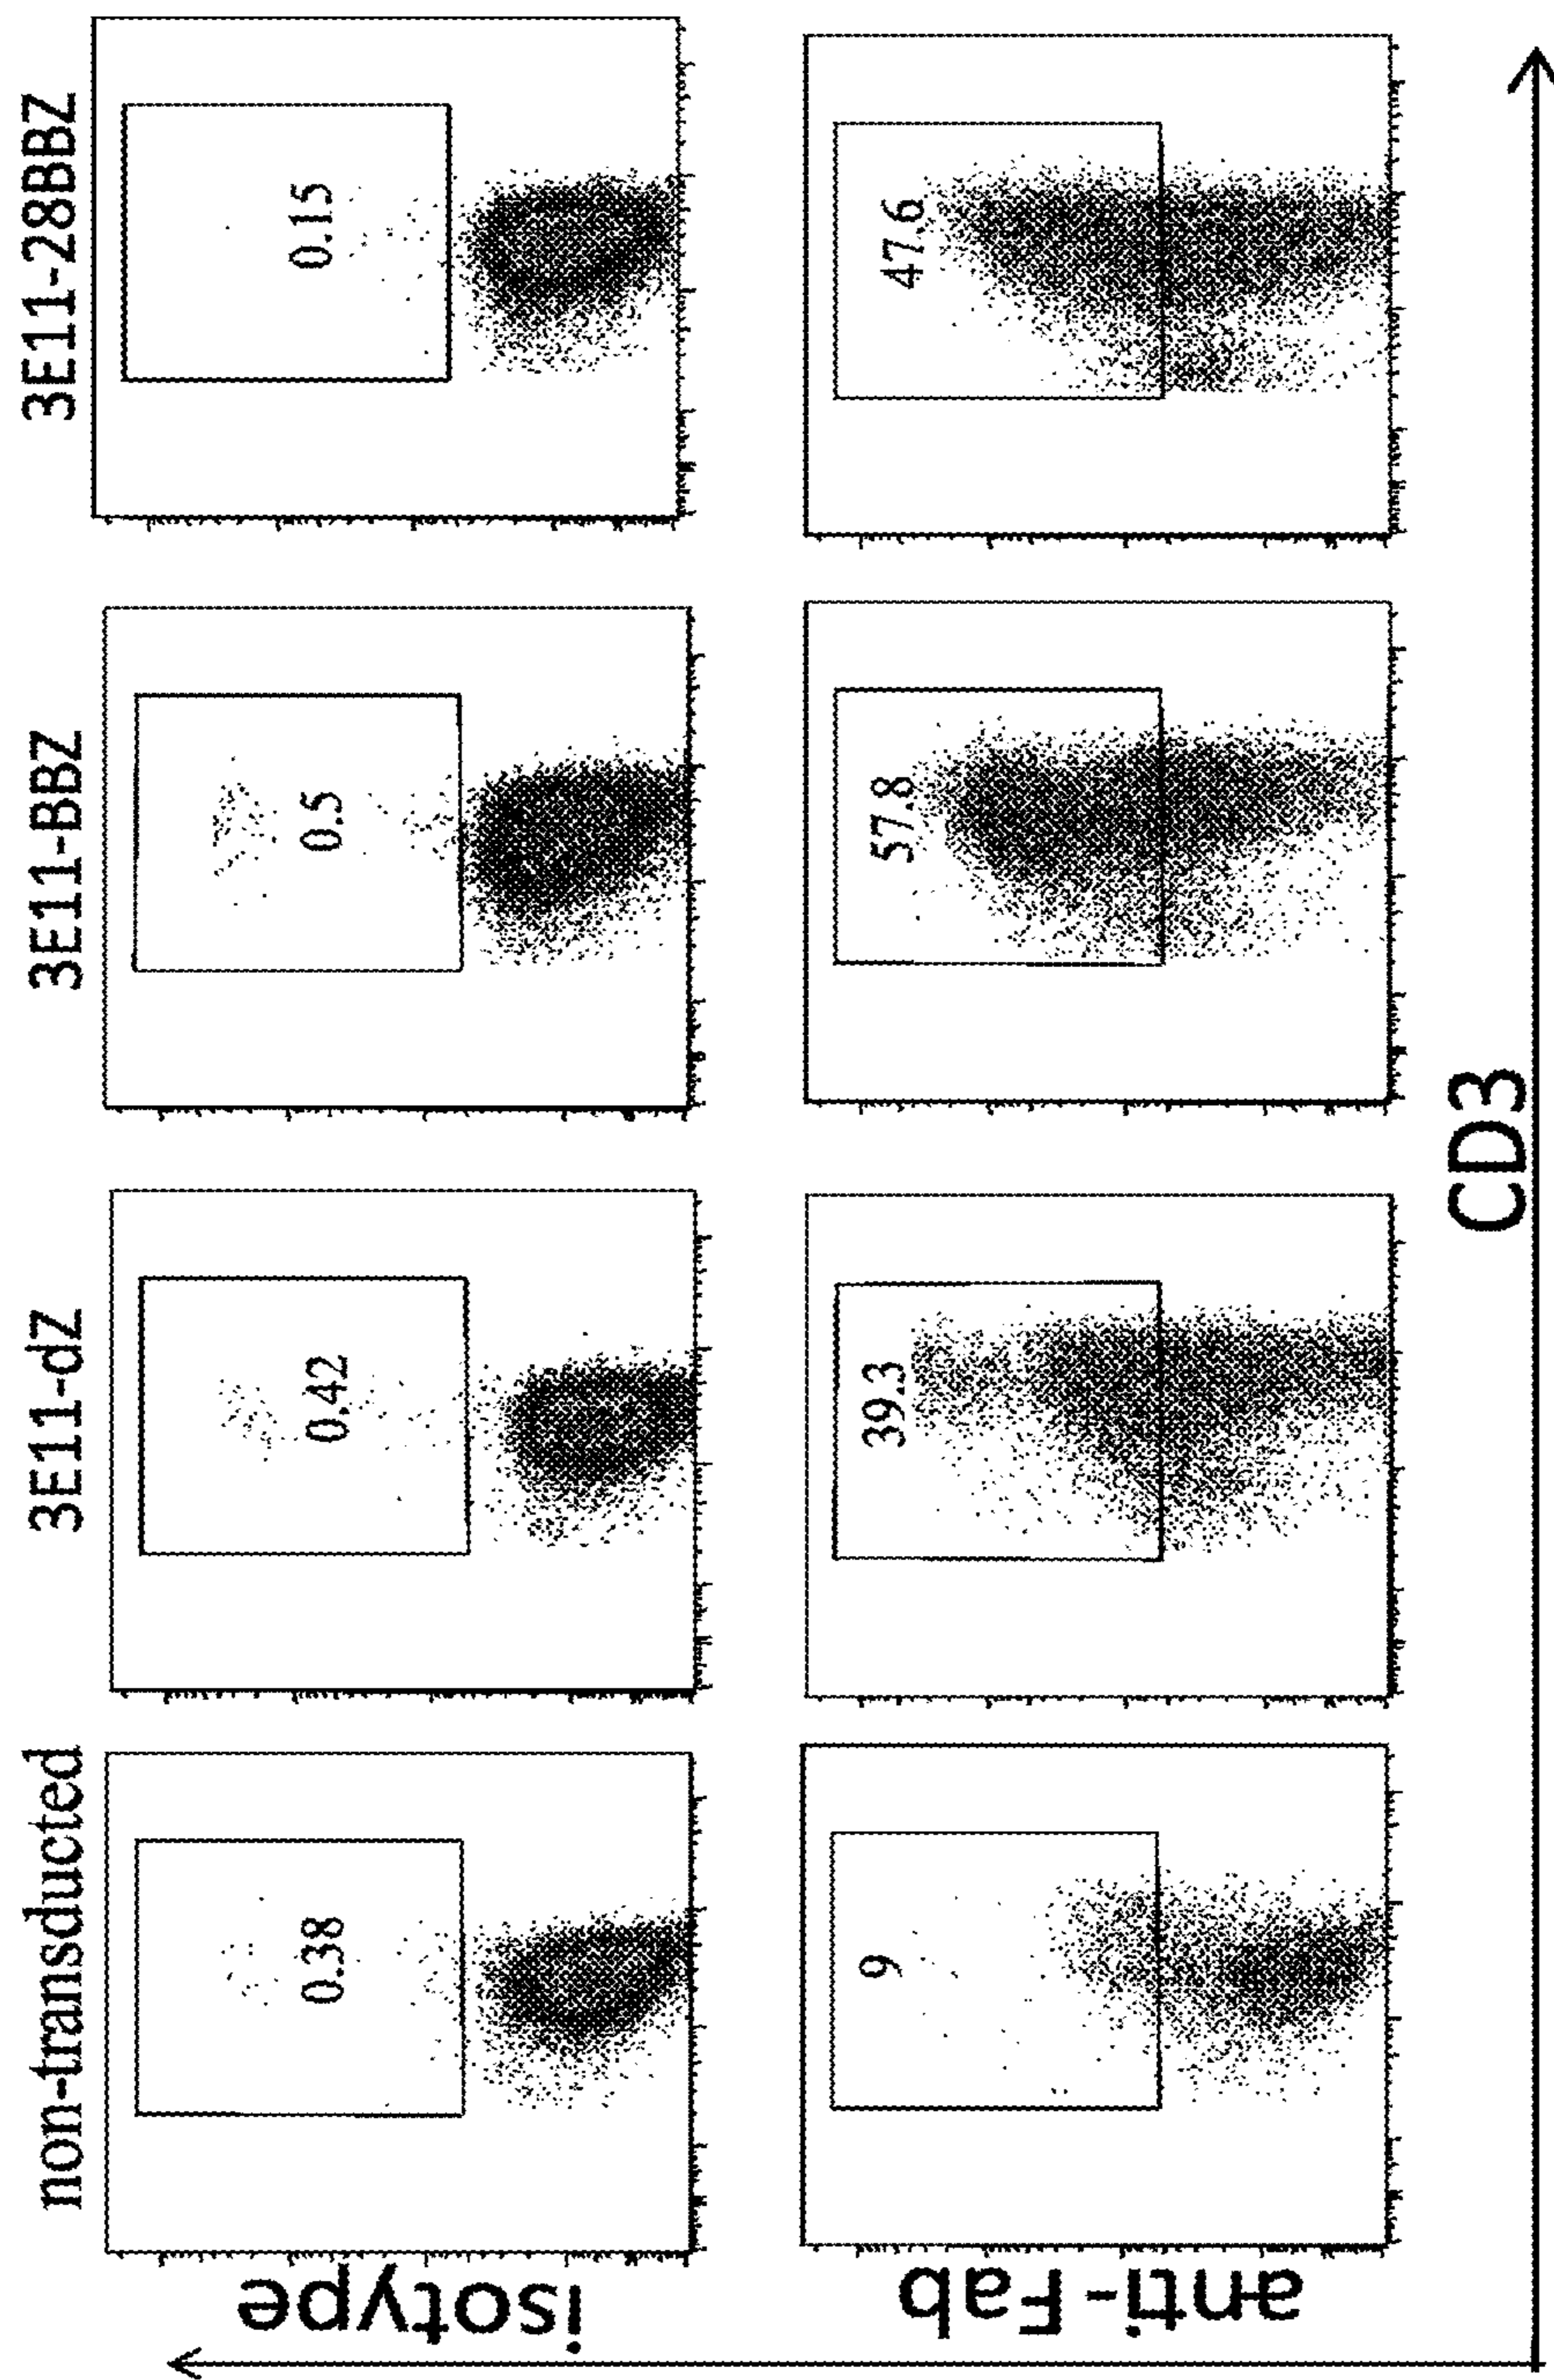 non-transducted
3E11-dZ
3E11-BBZ
3E11-28BBZ
isotype
0.38
0.42
0.5
0.15
anti-Fab
9
39.3
57.8
47.6
CD3